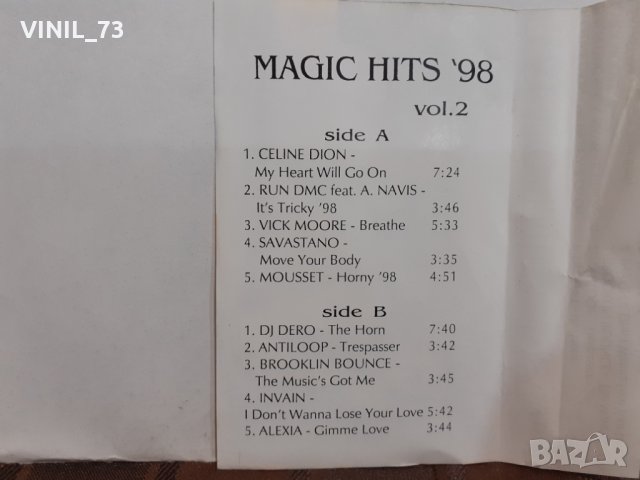 VINIL_73
MAGIC HITS ‘98
vol.2
side A
1. CELINE DION -
My Heart Will Go On 7:24
2. RUN DMC feat. A. NAVIS -
It's Tricky ’98 3:46
3. VICK MOORE - Breathe 5:33
4. SAVASTANO -
Move Your Body 3:35
5. MOUSSET - Horny ’98 4:51
side B
1. DJ DERO - The Horn 7:40
2. ANTILOOP - Trespasser 3:42
3. BROOKLIN BOUNCE -
The Music's Got Me 3:45
4. INVAIN -
I Don't Wanna Lose Your Love 5:42
5. ALEXIA - Gimme Love 3:44
BAZAR